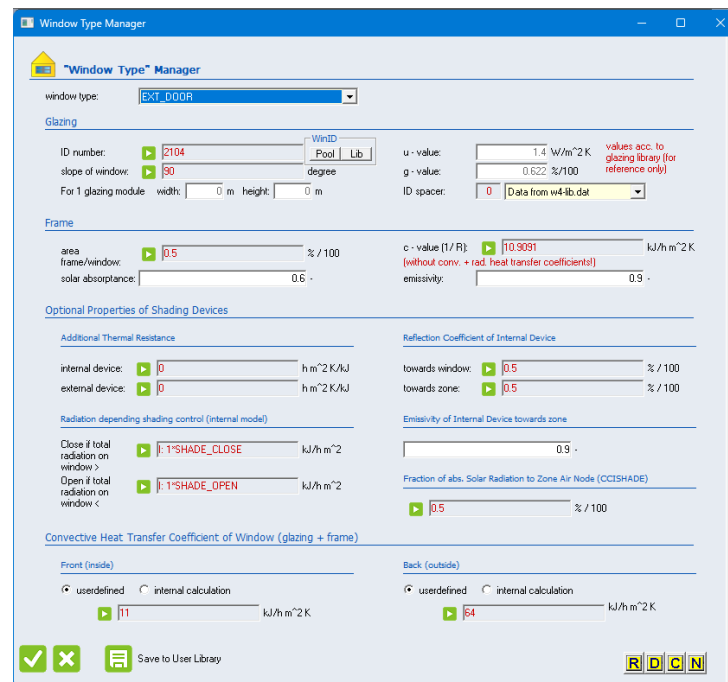 Window Type Manager
"Window Type" Manager
window type: EXT_DOOR
Glazing
WinID
ID number: 2104 Pool Lib
slope of window: 90 degree
For 1 glazing module width: 0 m height: 0 m
u - value: 1.4 W/m^2 K
g - value: 0.622 %/100
values acc. to
glazing library (for
reference only)
ID spacer: 0 Data from w4-lib.dat
Frame
area
frame/window: 0.5 % / 100
solar absorptance: 0.6 -
c - value (1/ R): 10.9091 kJ/h m^2 K
(without conv. + rad. heat transfer coefficients!)
emissivity: 0.9 -
Optional Properties of Shading Devices
Additional Thermal Resistance
internal device: 0 h m^2 K/kJ
external device: 0 h m^2 K/kJ
Reflection Coefficient of Internal Device
towards window: 0.5 % / 100
towards zone: 0.5 % / 100
Radiation depending shading control (internal model)
Close if total
radiation on
window >
I: 1*SHADE_CLOSE kJ/h m^2
Open if total
radiation on
window <
I: 1*SHADE_OPEN kJ/h m^2
Emissivity of Internal Device towards zone
0.9 -
Fraction of abs. Solar Radiation to Zone Air Node (CCISHADE)
0.5 % / 100
Convective Heat Transfer Coefficient of Window (glazing + frame)
Front (inside)
userdefined internal calculation
11 kJ/h m^2 K
Back (outside)
userdefined internal calculation
64 kJ/h m^2 K
Save to User Library
R D C N